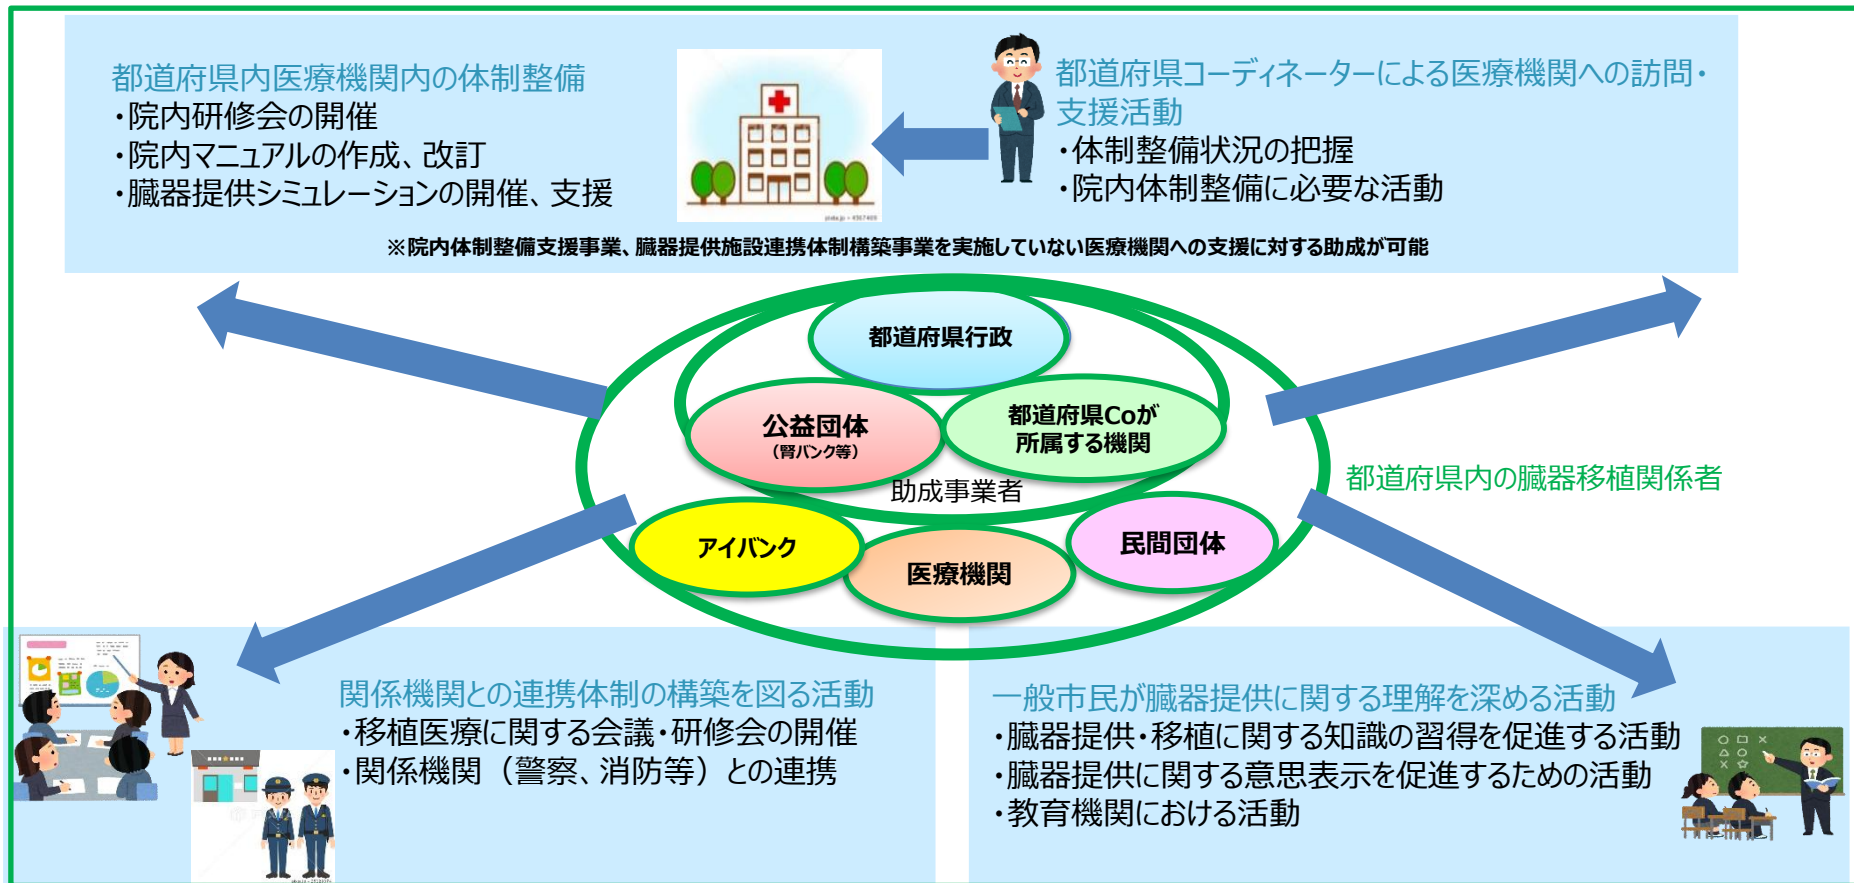 都道府県内医療機関内の体制整備
・院内研修会の開催
・院内マニュアルの作成、改訂
・臓器提供シミュレーションの開催、支援
都道府県コーディネーターによる医療機関への訪問・
支援活動
・体制整備状況の把握
・院内体制整備に必要な活動
※院内体制整備支援事業、臓器提供施設連携体制構築事業を実施していない医療機関への支援に対する助成が可能
都道府県行政
公益団体
（腎バンク等）
都道府県Coが
所属する機関
助成事業者
都道府県内の臓器移植関係者
アイバンク
医療機関
民間団体
関係機関との連携体制の構築を図る活動
・移植医療に関する会議・研修会の開催
・関係機関（警察、消防等）との連携
一般市民が臓器提供に関する理解を深める活動
・臓器提供・移植に関する知識の習得を促進する活動
・臓器提供に関する意思表示を促進するための活動
・教育機関における活動